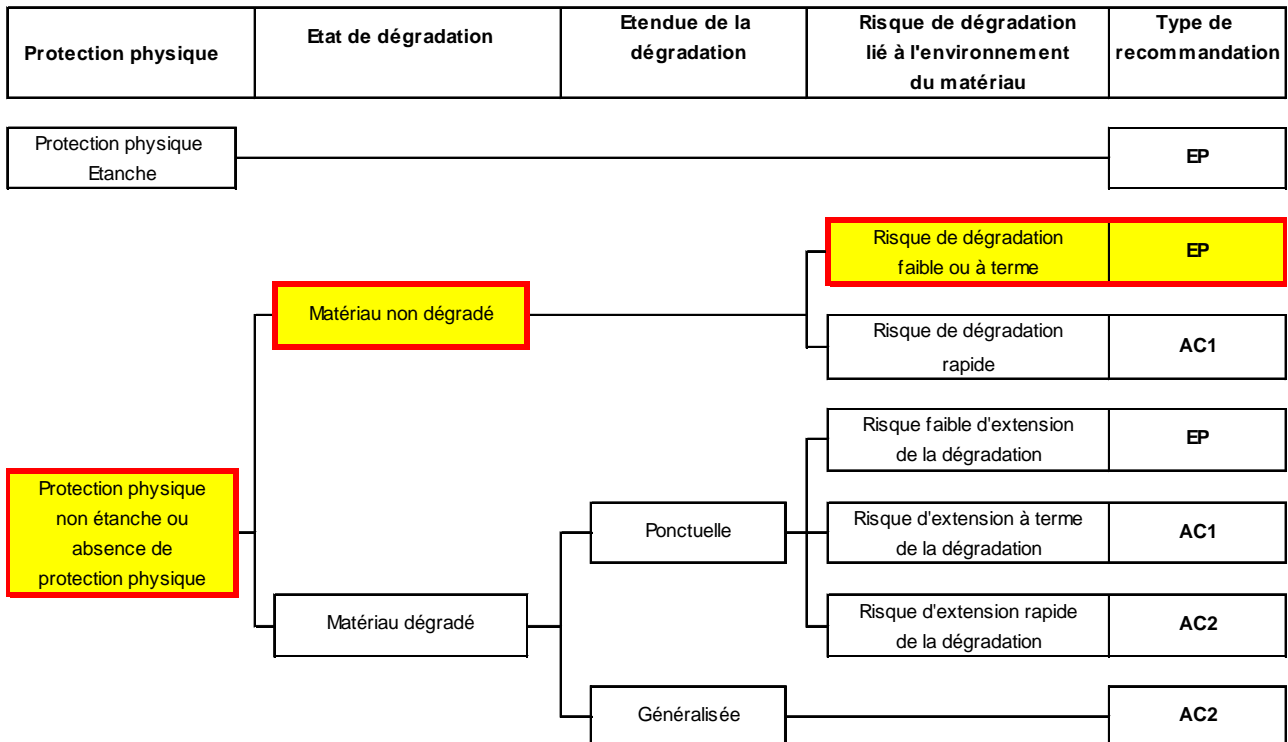 Protection physique
Etat de dégradation
Etendue de la
dégradation
Risque de dégradation
lié à l'environnement
du matériau
Type de
recommandation
Protection physique
Etanche
EP
Risque de dégradation
faible ou à terme
EP
Matériau non dégradé
Risque de dégradation
rapide
AC1
Risque faible d'extension
de la dégradation
EP
Protection physique
non étanche ou
absence de
protection physique
Ponctuelle
Risque d'extension à terme
de la dégradation
AC1
Matériau dégradé
Risque d'extension rapide
de la dégradation
AC2
Généralisée
AC2